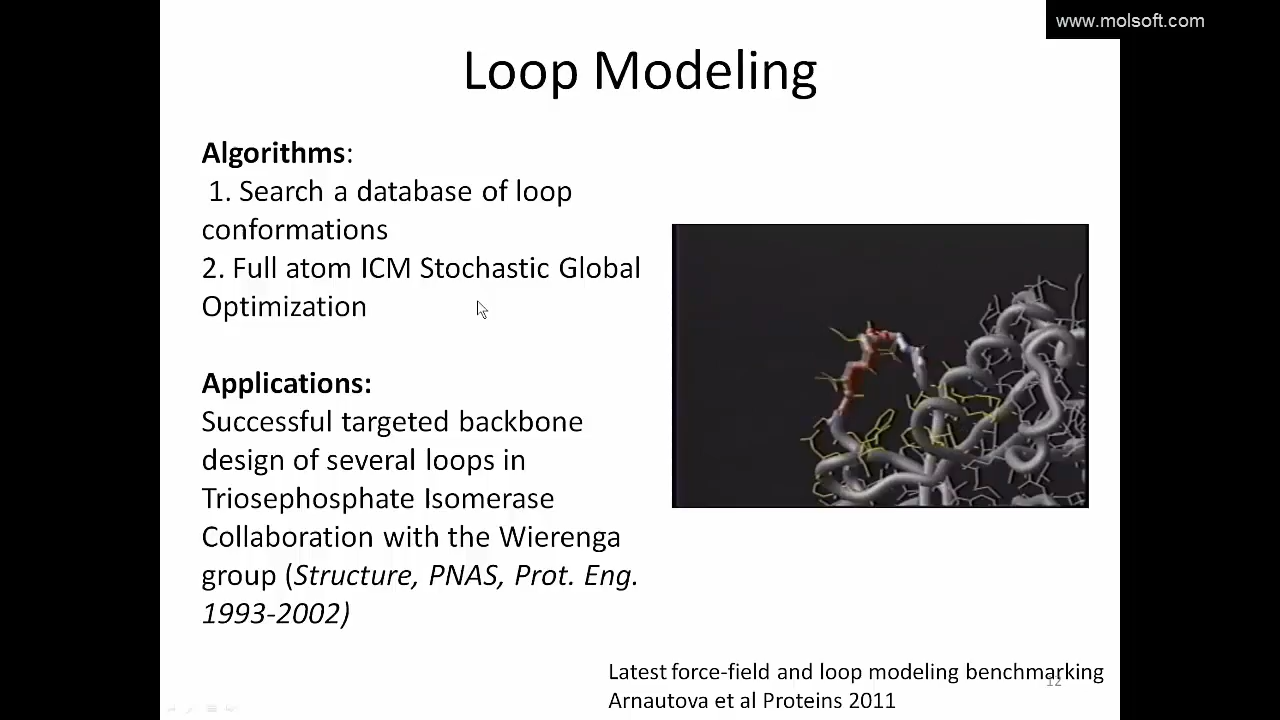 www.molsoft.com
Loop Modeling
Algorithms:
1. Search a database of loop
conformations
2. Full atom ICM Stochastic Global
Optimization
Applications:
Successful targeted backbone
design of several loops in
Triosephosphate Isomerase
Collaboration with the Wierenga
group (Structure, PNAS, Prot. Eng.
1993-2002)
Latest force-field and loop modeling benchmarking
12
Arnautova et al Proteins 2011